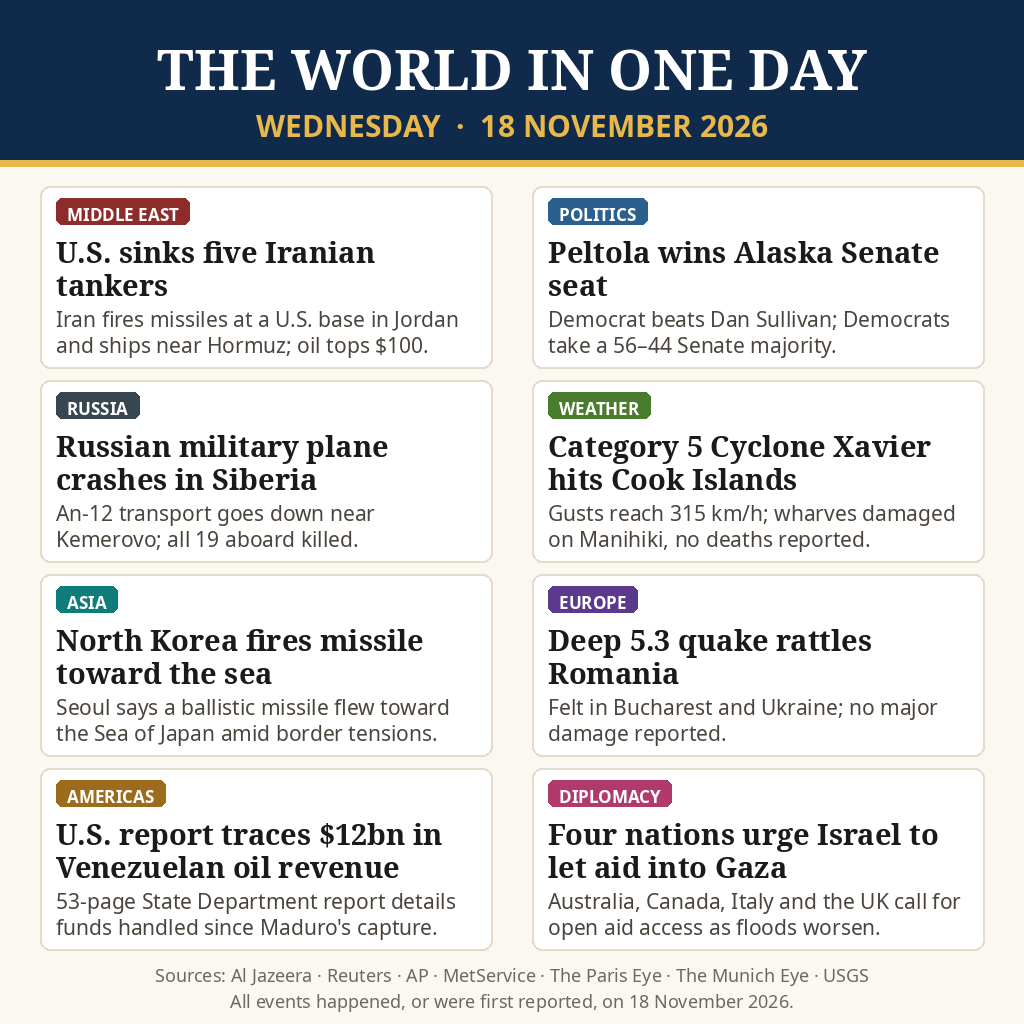 THE WORLD IN ONE DAY
WEDNESDAY · 18 NOVEMBER 2026
MIDDLE EAST
U.S. sinks five Iranian
tankers
Iran fires missiles at a U.S. base in Jordan
and ships near Hormuz; oil tops $100.
POLITICS
Peltola wins Alaska Senate
seat
Democrat beats Dan Sullivan; Democrats
take a 56–44 Senate majority.
RUSSIA
Russian military plane
crashes in Siberia
An-12 transport goes down near
Kemerovo; all 19 aboard killed.
WEATHER
Category 5 Cyclone Xavier
hits Cook Islands
Gusts reach 315 km/h; wharves damaged
on Manihiki, no deaths reported.
ASIA
North Korea fires missile
toward the sea
Seoul says a ballistic missile flew toward
the Sea of Japan amid border tensions.
EUROPE
Deep 5.3 quake rattles
Romania
Felt in Bucharest and Ukraine; no major
damage reported.
AMERICAS
U.S. report traces $12bn in
Venezuelan oil revenue
53-page State Department report details
funds handled since Maduro's capture.
DIPLOMACY
Four nations urge Israel to
let aid into Gaza
Australia, Canada, Italy and the UK call for
open aid access as floods worsen.
Sources: Al Jazeera · Reuters · AP · MetService · The Paris Eye · The Munich Eye · USGS
All events happened, or were first reported, on 18 November 2026.